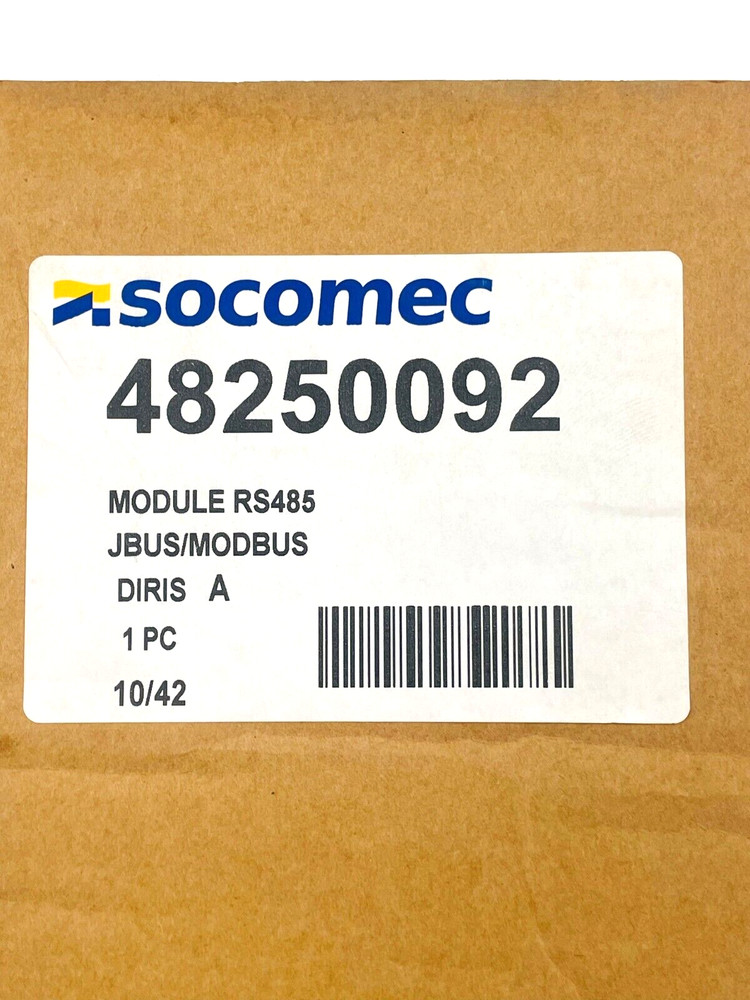 socomec
48250092
MODULE RS485
JBUS/MODBUS
DIRIS A
1 PC
10/42